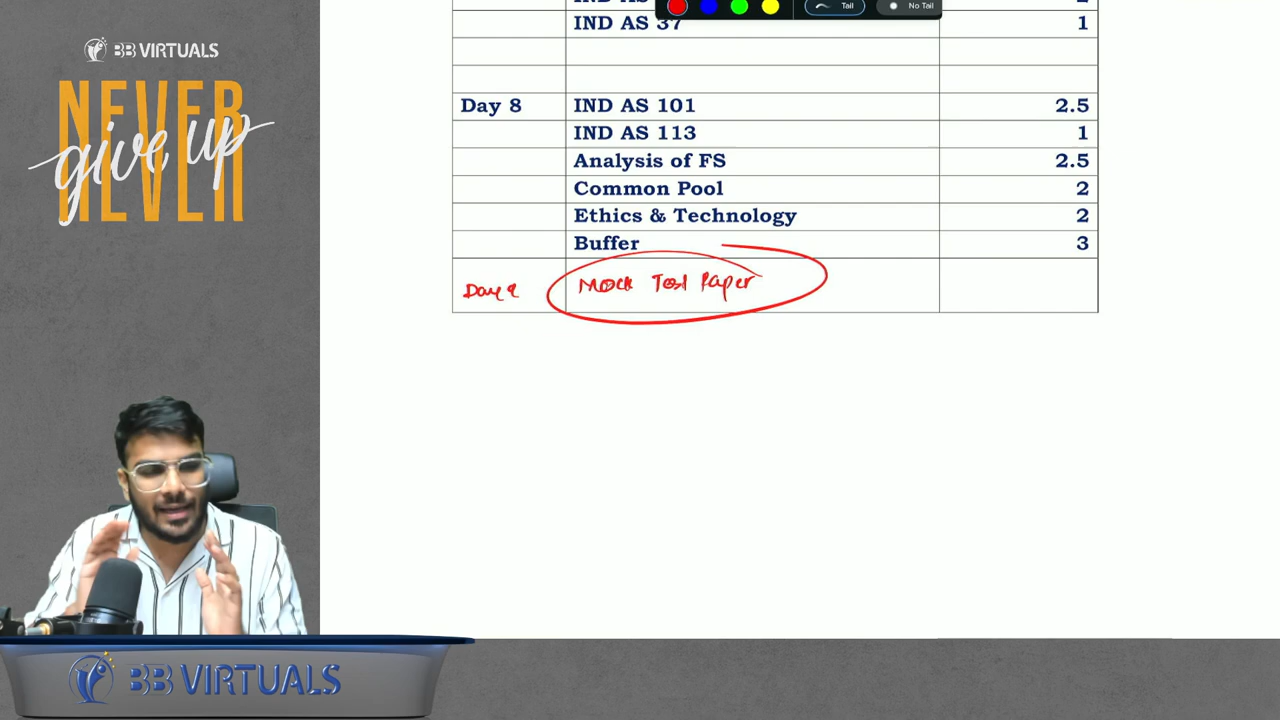 BB VIRTUALS
NEVER
give up
NEVER
Tail
No Tail
IND AS 37
1
Day 8
IND AS 101
2.5
IND AS 113
1
Analysis of FS
2.5
Common Pool
2
Ethics & Technology
2
Buffer
3
Day 9
Mock Test Paper
BB VIRTUALS